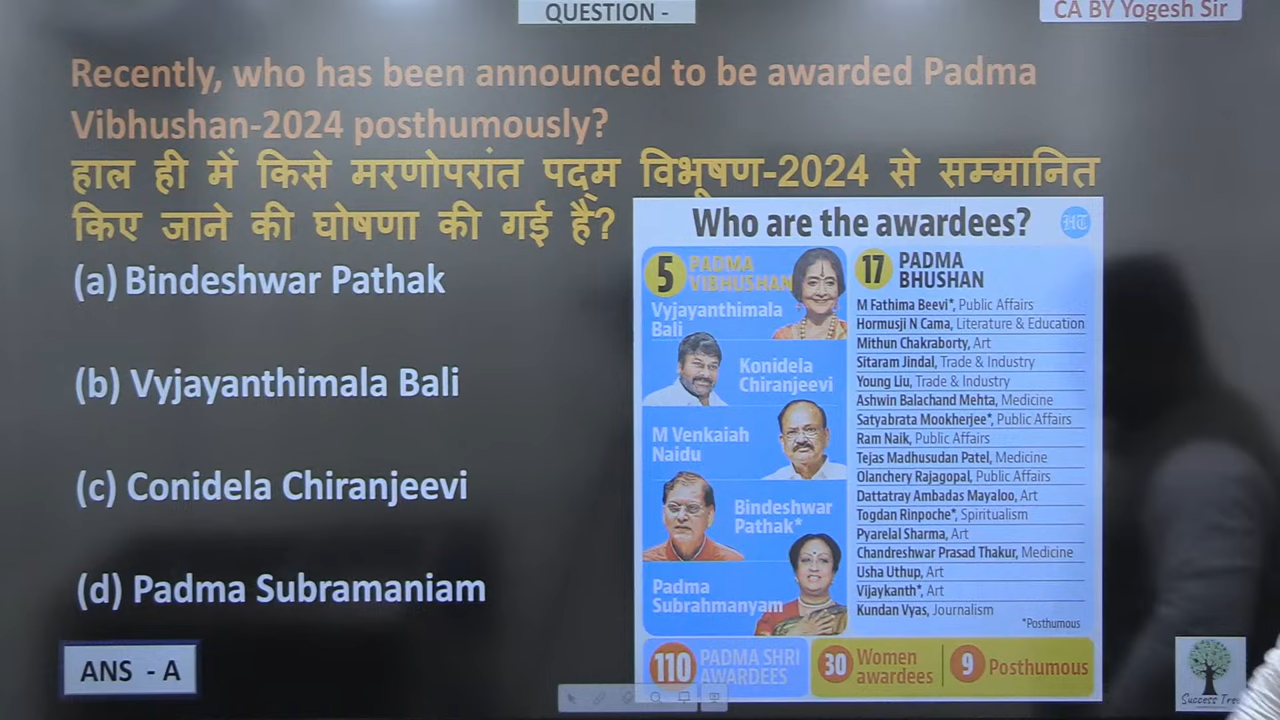 QUESTION -
CA BY Yogesh Sir
Recently, who has been announced to be awarded Padma
Vibhushan-2024 posthumously?
हाल ही में किसे मरणोपरांत पद्म विभूषण-2024 से सम्मानित
किए जाने की घोषणा की गई है?
(a) Bindeshwar Pathak
(b) Vyjayanthimala Bali
(c) Conidela Chiranjeevi
(d) Padma Subramaniam
ANS - A
Who are the awardees?
HT
5 PADMA
VIBHUSHAN
Vyjayanthimala
Bali
Konidela
Chiranjeevi
M Venkaiah
Naidu
Bindeshwar
Pathak*
Padma
Subrahmanyam
17 PADMA
BHUSHAN
M Fathima Beevi*, Public Affairs
Hormusji N Cama, Literature & Education
Mithun Chakraborty, Art
Sitaram Jindal, Trade & Industry
Young Liu, Trade & Industry
Ashwin Balachand Mehta, Medicine
Satyabrata Mookherjee*, Public Affairs
Ram Naik, Public Affairs
Tejas Madhusudan Patel, Medicine
Olanchery Rajagopal, Public Affairs
Dattatray Ambadas Mayaloo, Art
Togdan Rinpoche*, Spiritualism
Pyarelal Sharma, Art
Chandreshwar Prasad Thakur, Medicine
Usha Uthup, Art
Vijaykanth*, Art
Kundan Vyas, Journalism
*Posthumous
110 PADMA SHRI
AWARDEES
30 Women
awardees
9 Posthumous
Success Tree